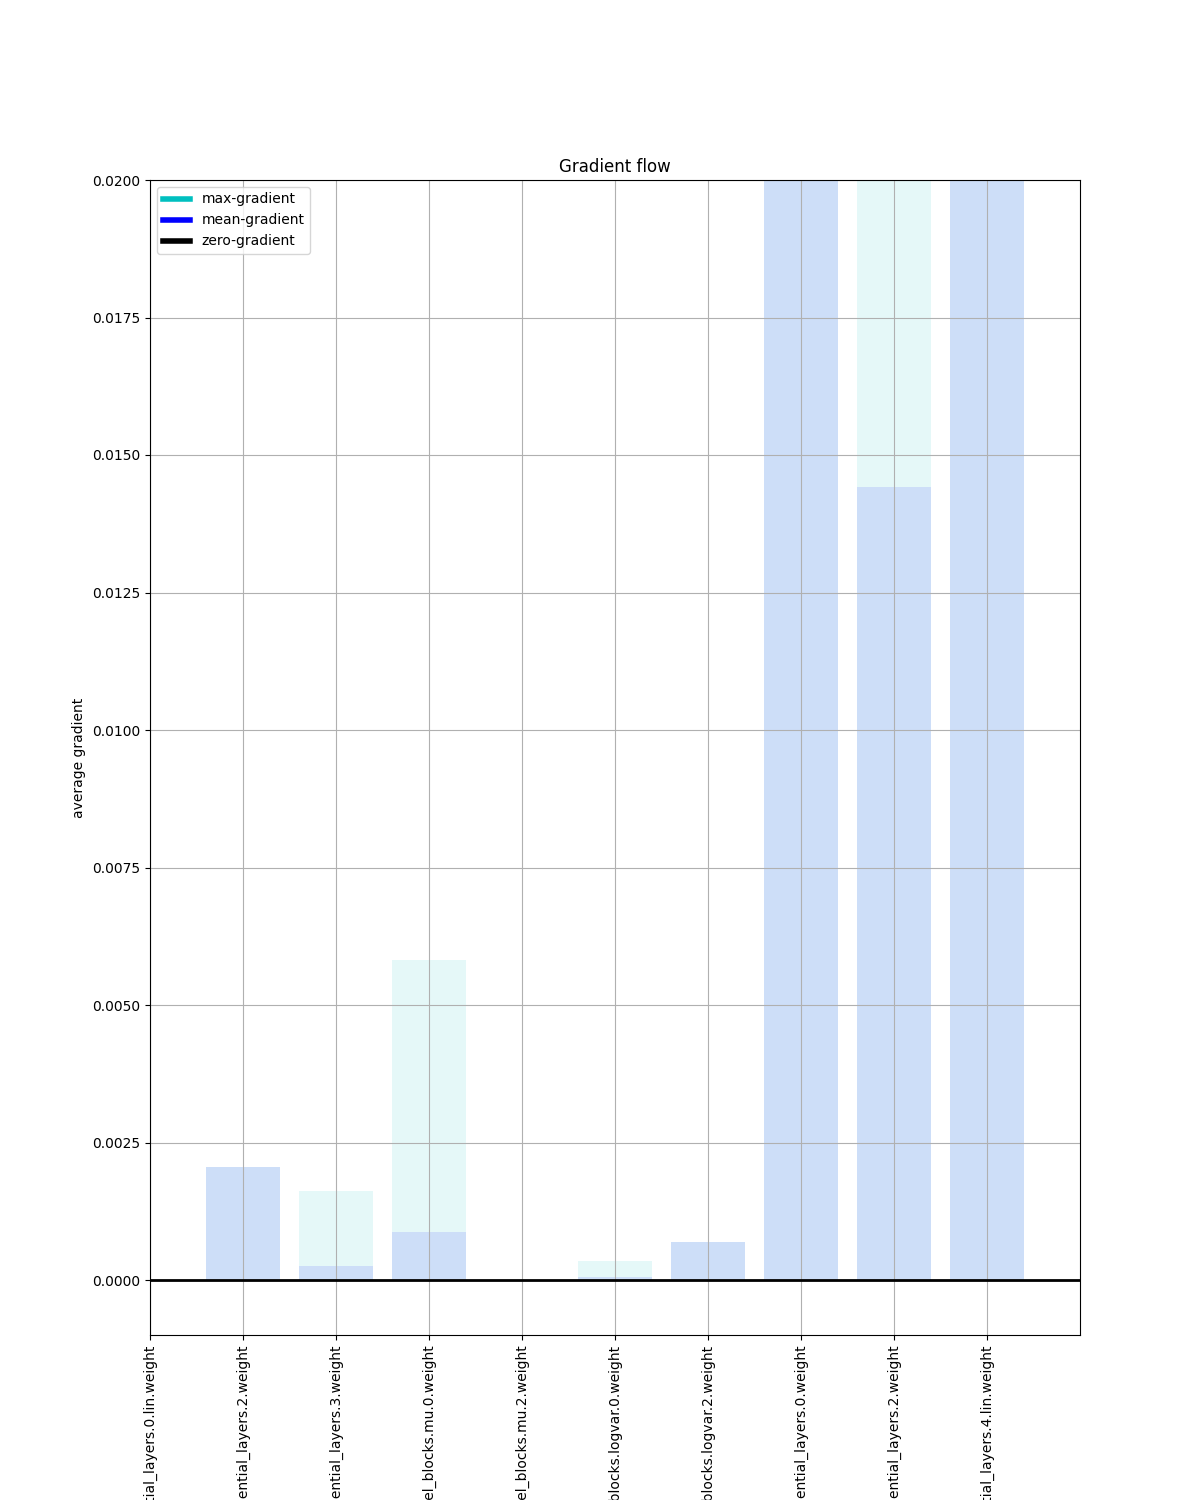 Gradient flow
max-gradient
mean-gradient
zero-gradient
average gradient
0.0200
0.0175
0.0150
0.0125
0.0100
0.0075
0.0050
0.0025
0.0000
tial_layers.0.lin.weight
ential_layers.2.weight
ential_layers.3.weight
el_blocks.mu.0.weight
el_blocks.mu.2.weight
blocks.logvar.0.weight
blocks.logvar.2.weight
ential_layers.0.weight
ential_layers.2.weight
tial_layers.4.lin.weight